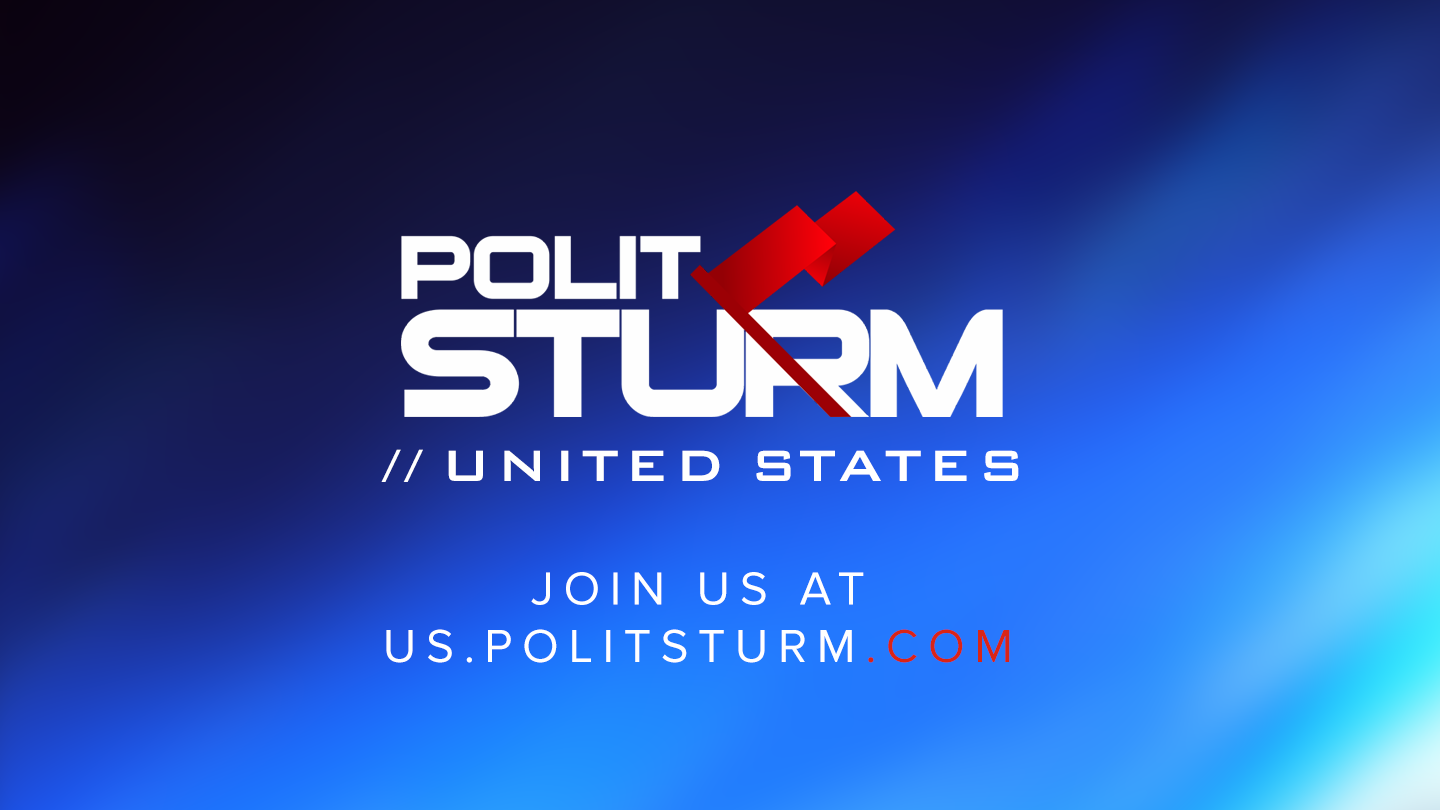 POLIT
STURM
// UNITED STATES
JOIN US AT
US.POLITSTURM.COM